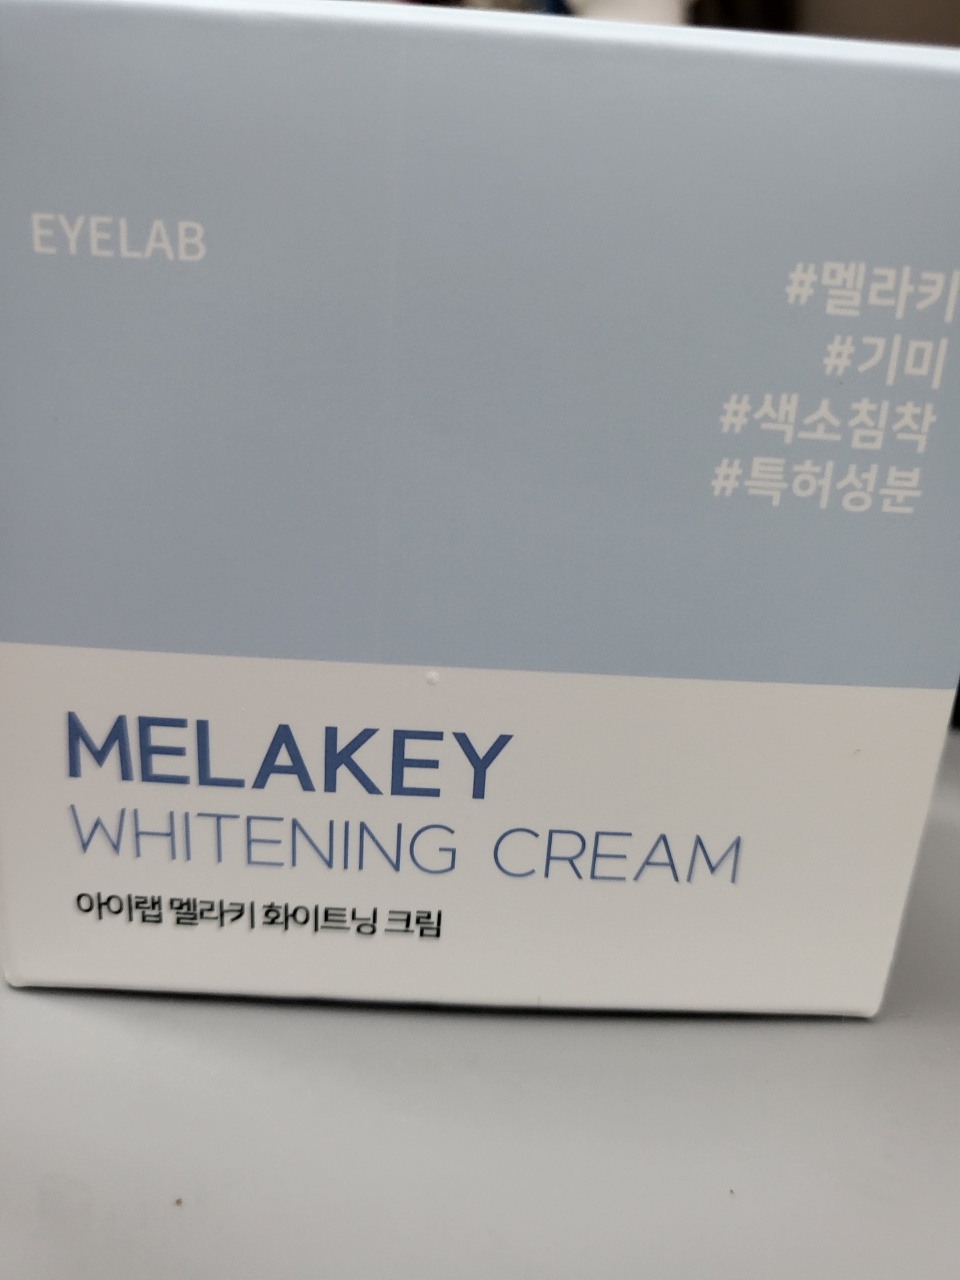 EYELAB
#멜라키
#기미
#색소침착
#특허성분
MELAKEY
WHITENING CREAM
아이랩 멜라키 화이트닝 크림